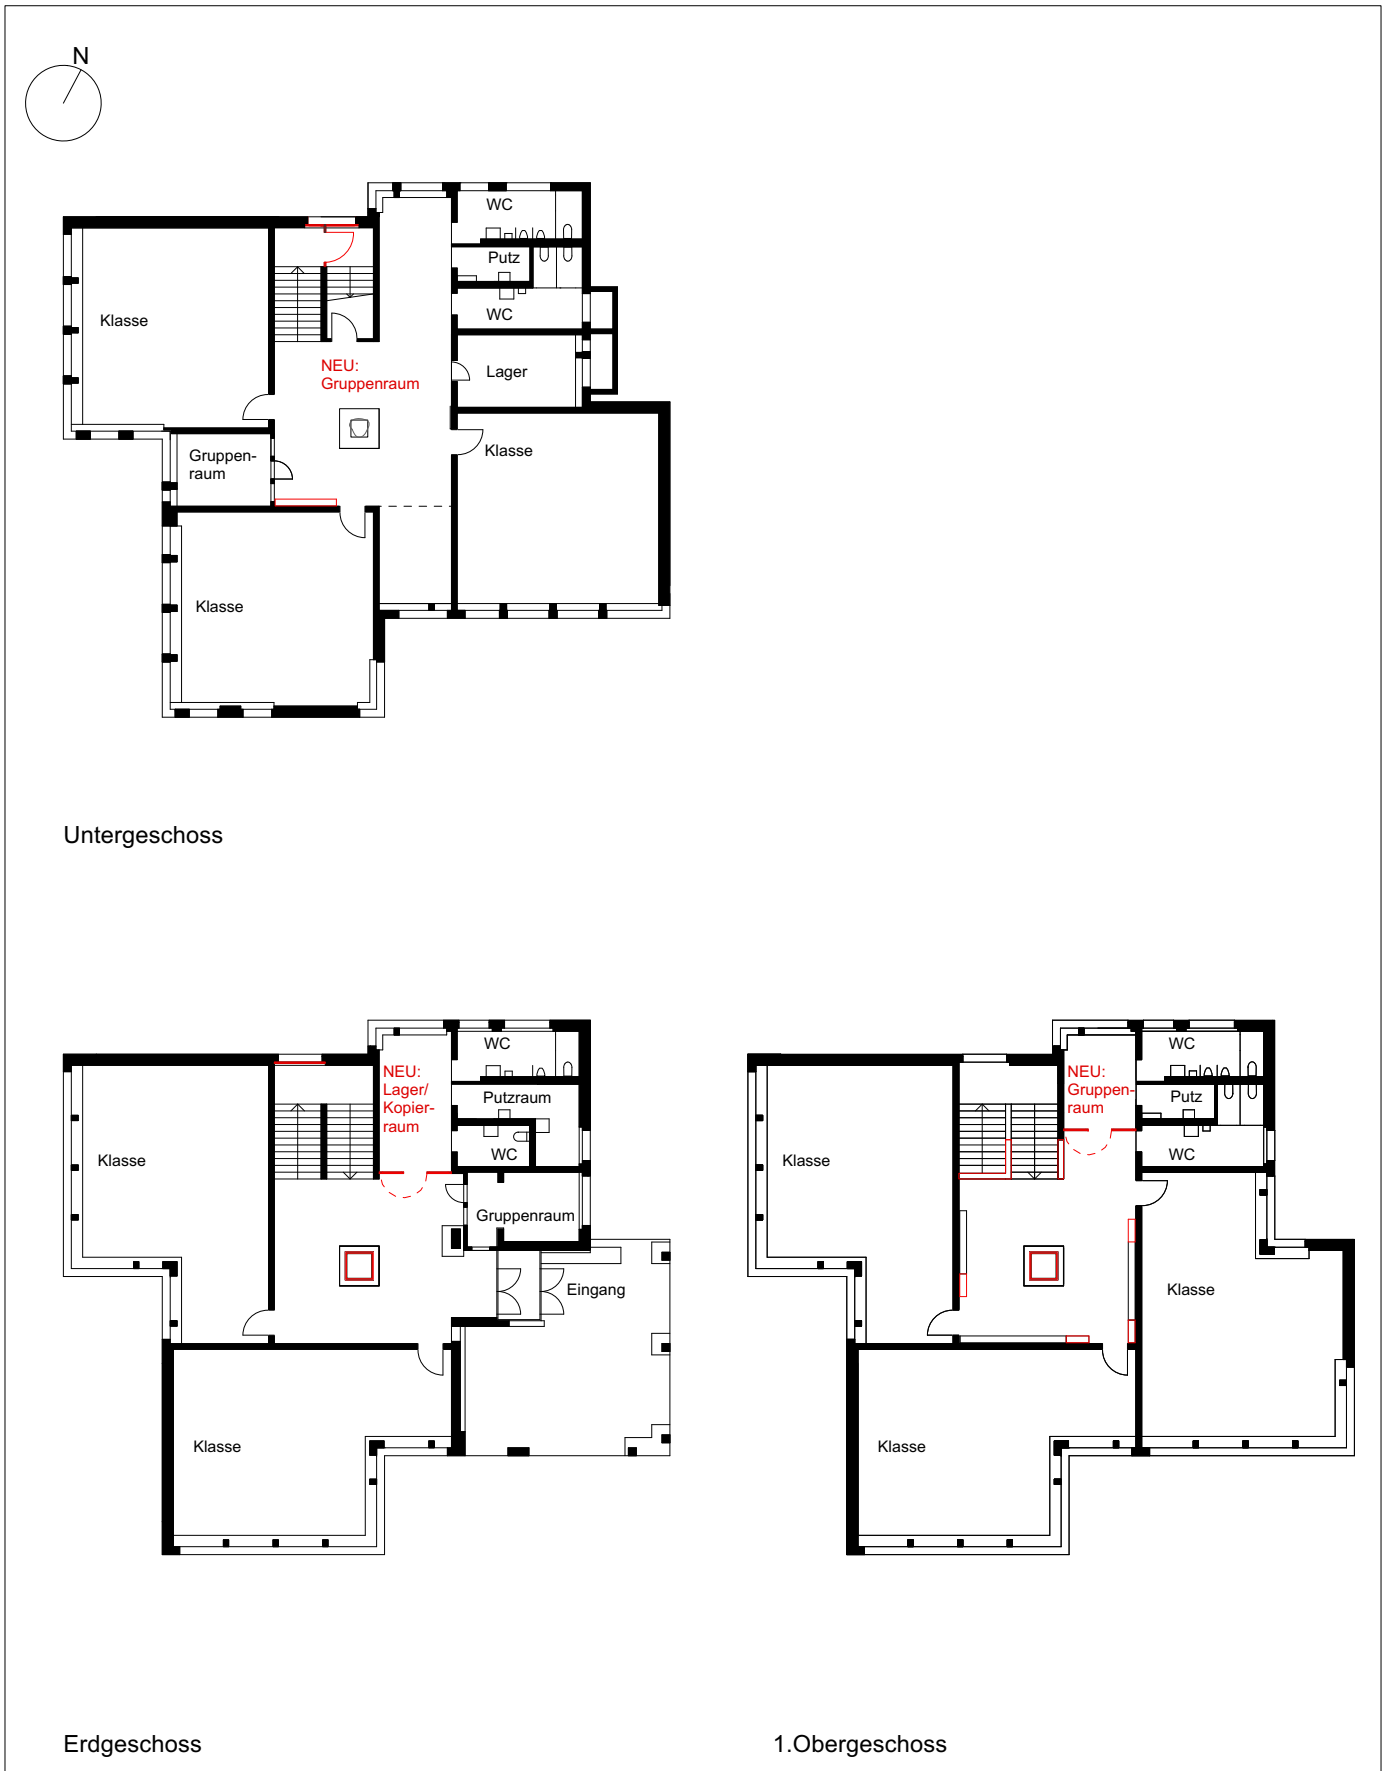 N
WC
Putz
Klasse
WC
NEU:
Gruppenraum
Lager
Klasse
Gruppen-
raum
Klasse
Untergeschoss
WC
NEU:
Lager/
Kopier-
raum
Putzraum
Klasse
WC
Gruppenraum
Eingang
Klasse
Erdgeschoss
WC
NEU:
Gruppen-
raum
Putz
Klasse
WC
Klasse
Klasse
1.Obergeschoss